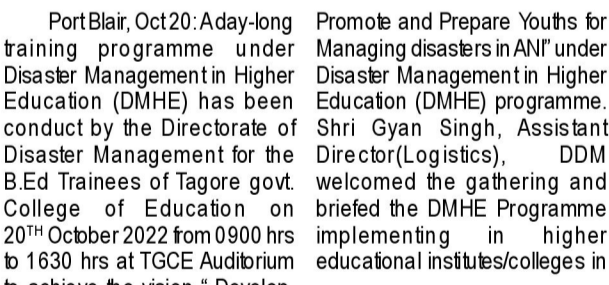 Port Blair, Oct 20: A day-long
training programme under
Disaster Management in Higher
Education (DMHE) has been
conduct by the Directorate of
Disaster Management for the
B.Ed Trainees of Tagore govt.
College of Education on
20TH October 2022 from 0900 hrs
to 1630 hrs at TGCE Auditorium
to achieve the vision “ Develop,
Promote and Prepare Youths for
Managing disasters in ANI” under
Disaster Management in Higher
Education (DMHE) programme.
Shri Gyan Singh, Assistant
Director(Logistics), DDM
welcomed the gathering and
briefed the DMHE Programme
implementing in higher
educational institutes/colleges in